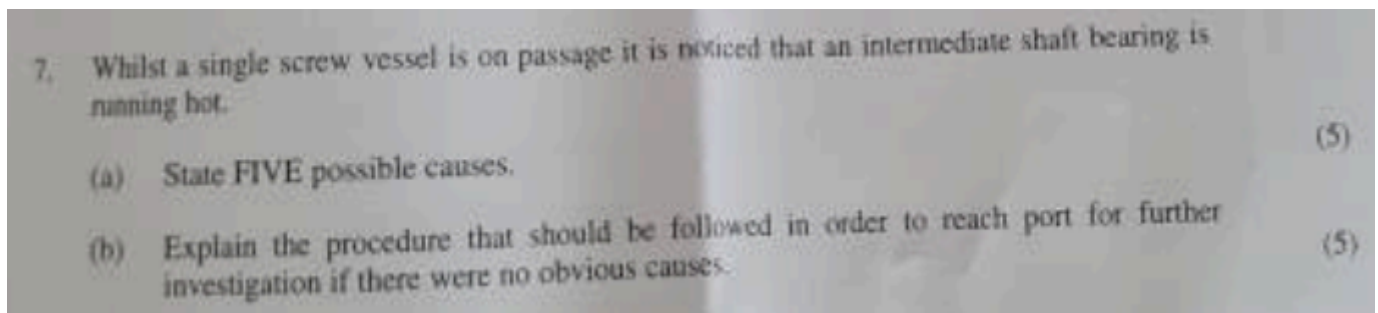 7. Whilst a single screw vessel is on passage it is noticed that an intermediate shaft bearing is
running hot.
(a) State FIVE possible causes. (5)
(b) Explain the procedure that should be followed in order to reach port for further
investigation if there were no obvious causes. (5)